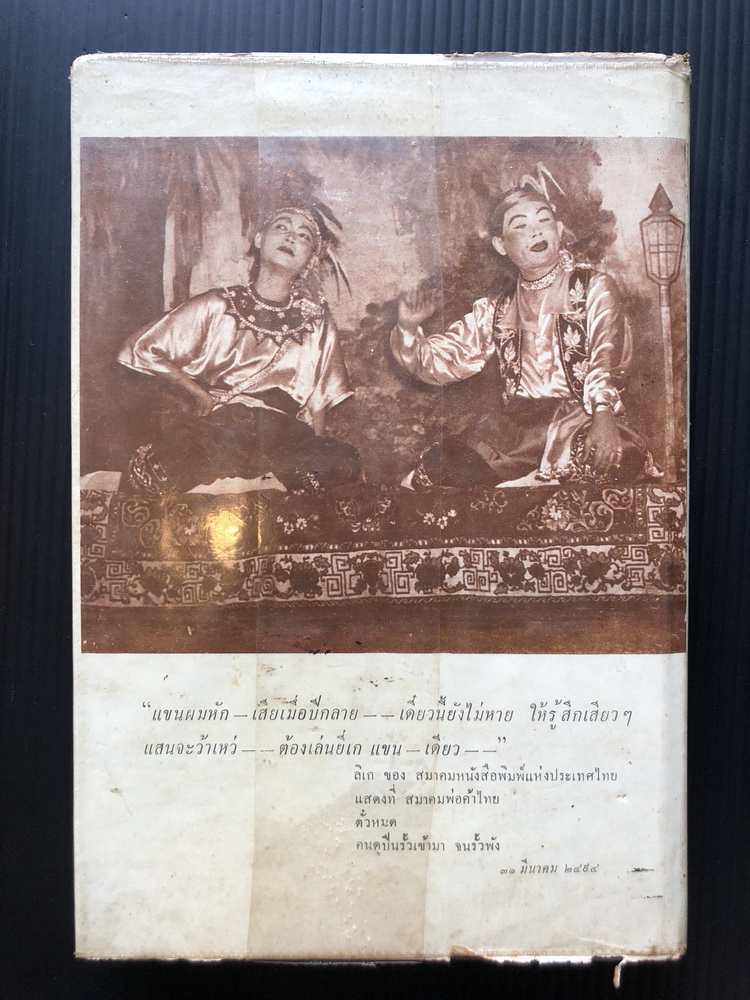 “แขนผมหัก — เสียเมื่อปีกลาย — — เดี๋ยวนี้ยังไม่หาย ให้รู้สึกเสียว ๆ
แสนจะว้าเหว่ — — ต้องเล่นยี่เก แขน — เดียว — —”
ลิเก ของ สมาคมหนังสือพิมพ์แห่งประเทศไทย
แสดงที่ สมาคมพ่อค้าไทย
ตั๋วหมด
คนดูปีนรั้วเข้ามา จนรั้วพัง
๓๑ มีนาคม ๒๔๙๔